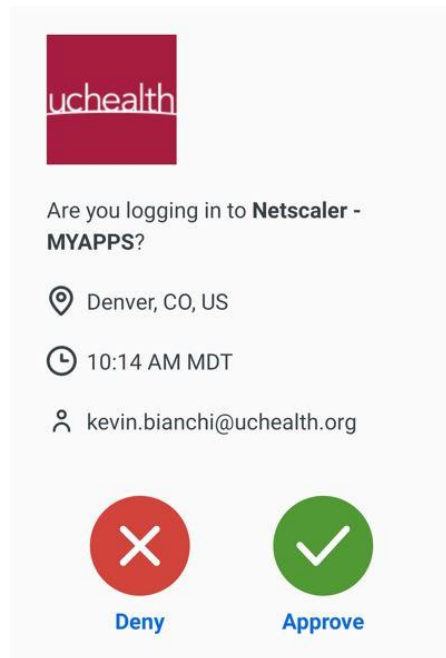 uchealth
Are you logging in to Netscaler -
MYAPPS?
Denver, CO, US
10:14 AM MDT
kevin.bianchi@uchealth.org
Deny
Approve